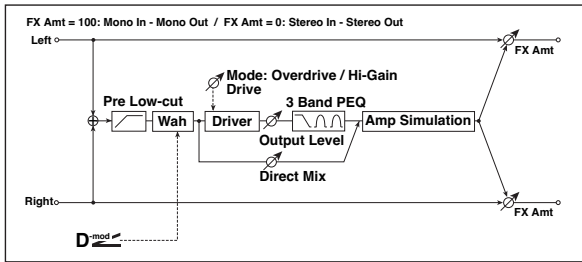 FX Amt = 100: Mono In - Mono Out / FX Amt = 0: Stereo In - Stereo Out
Left
FX Amt
Mode: Overdrive / Hi-Gain
Drive
Pre Low-cut
3 Band PEQ
Wah
Driver
Amp Simulation
Output Level
Direct Mix
Right
FX Amt
D-mod